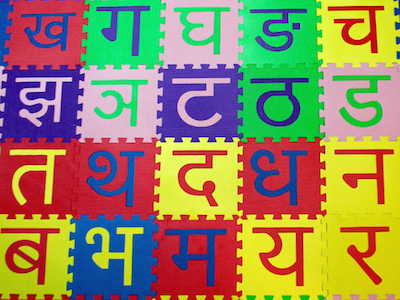 ख ग घ ङ च
झ ञ ट ठ ड
त थ द ध न
ब भ म य र